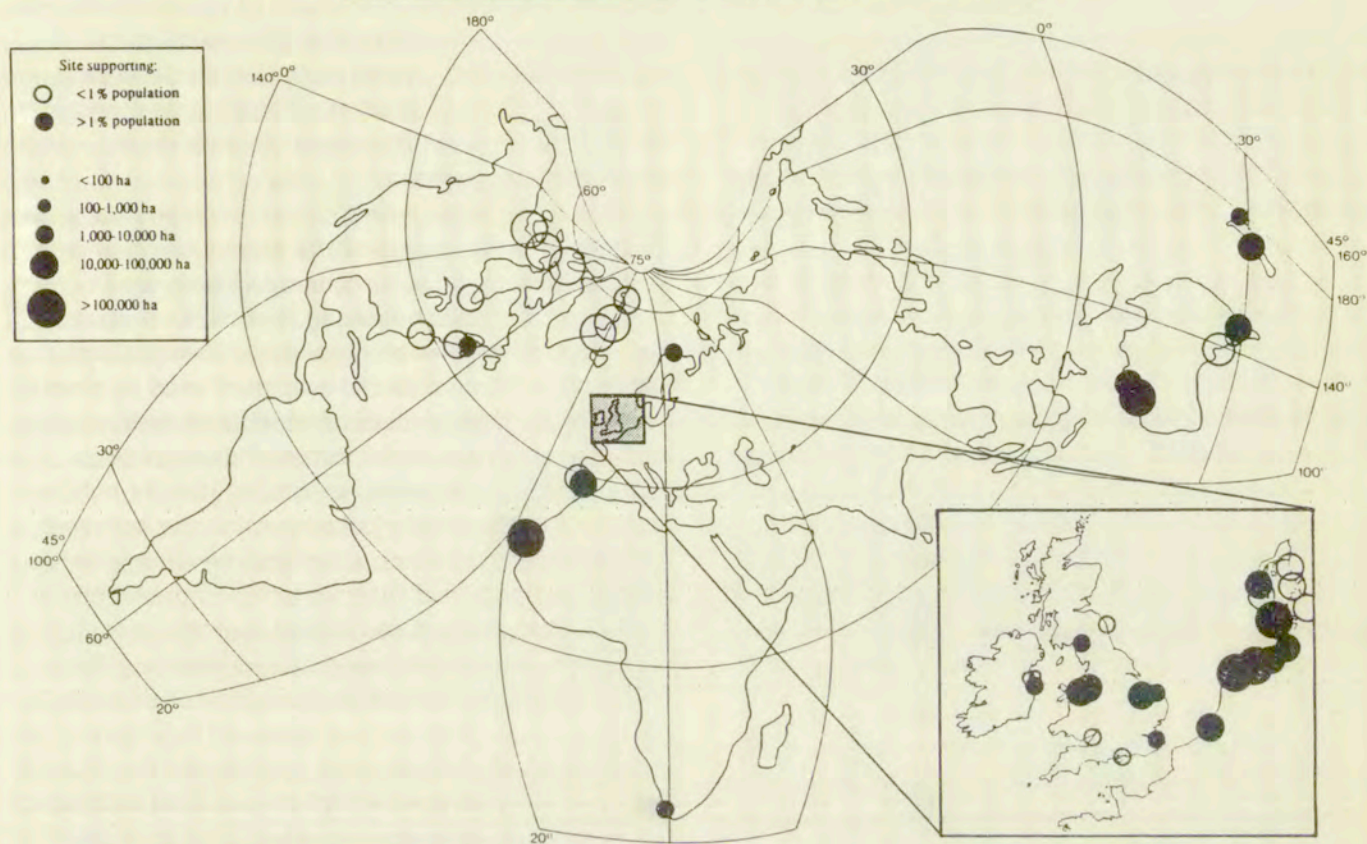 Site supporting:
<1% population
>1% population
<100 ha
100-1,000 ha
1,000-10,000 ha
10,000-100,000 ha
>100,000 ha
180°
0°
140°
0°
30°
60°
75°
30°
45°
160°
180°
140°
100°
30°
45°
100°
60°
20°
20°